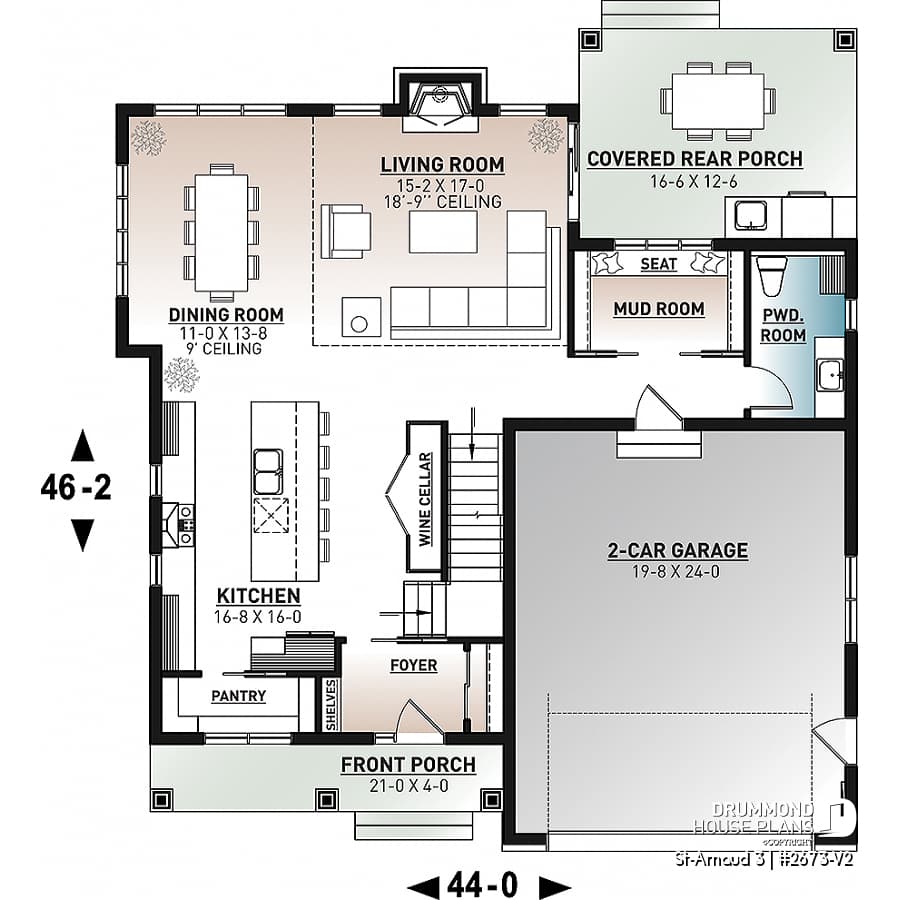 LIVING ROOM
15-2 X 17-0
18'-9'' CEILING
COVERED REAR PORCH
16-6 X 12-6
DINING ROOM
11-0 X 13-8
9' CEILING
SEAT
MUD ROOM
PWD.
ROOM
46-2
WINE CELLAR
2-CAR GARAGE
19-8 X 24-0
KITCHEN
16-8 X 16-0
FOYER
PANTRY
SHELVES
FRONT PORCH
21-0 X 4-0
DRUMMOND
HOUSE PLANS
©COPYRIGHT
St-Arnaud 3 | #2673-V2
44-0